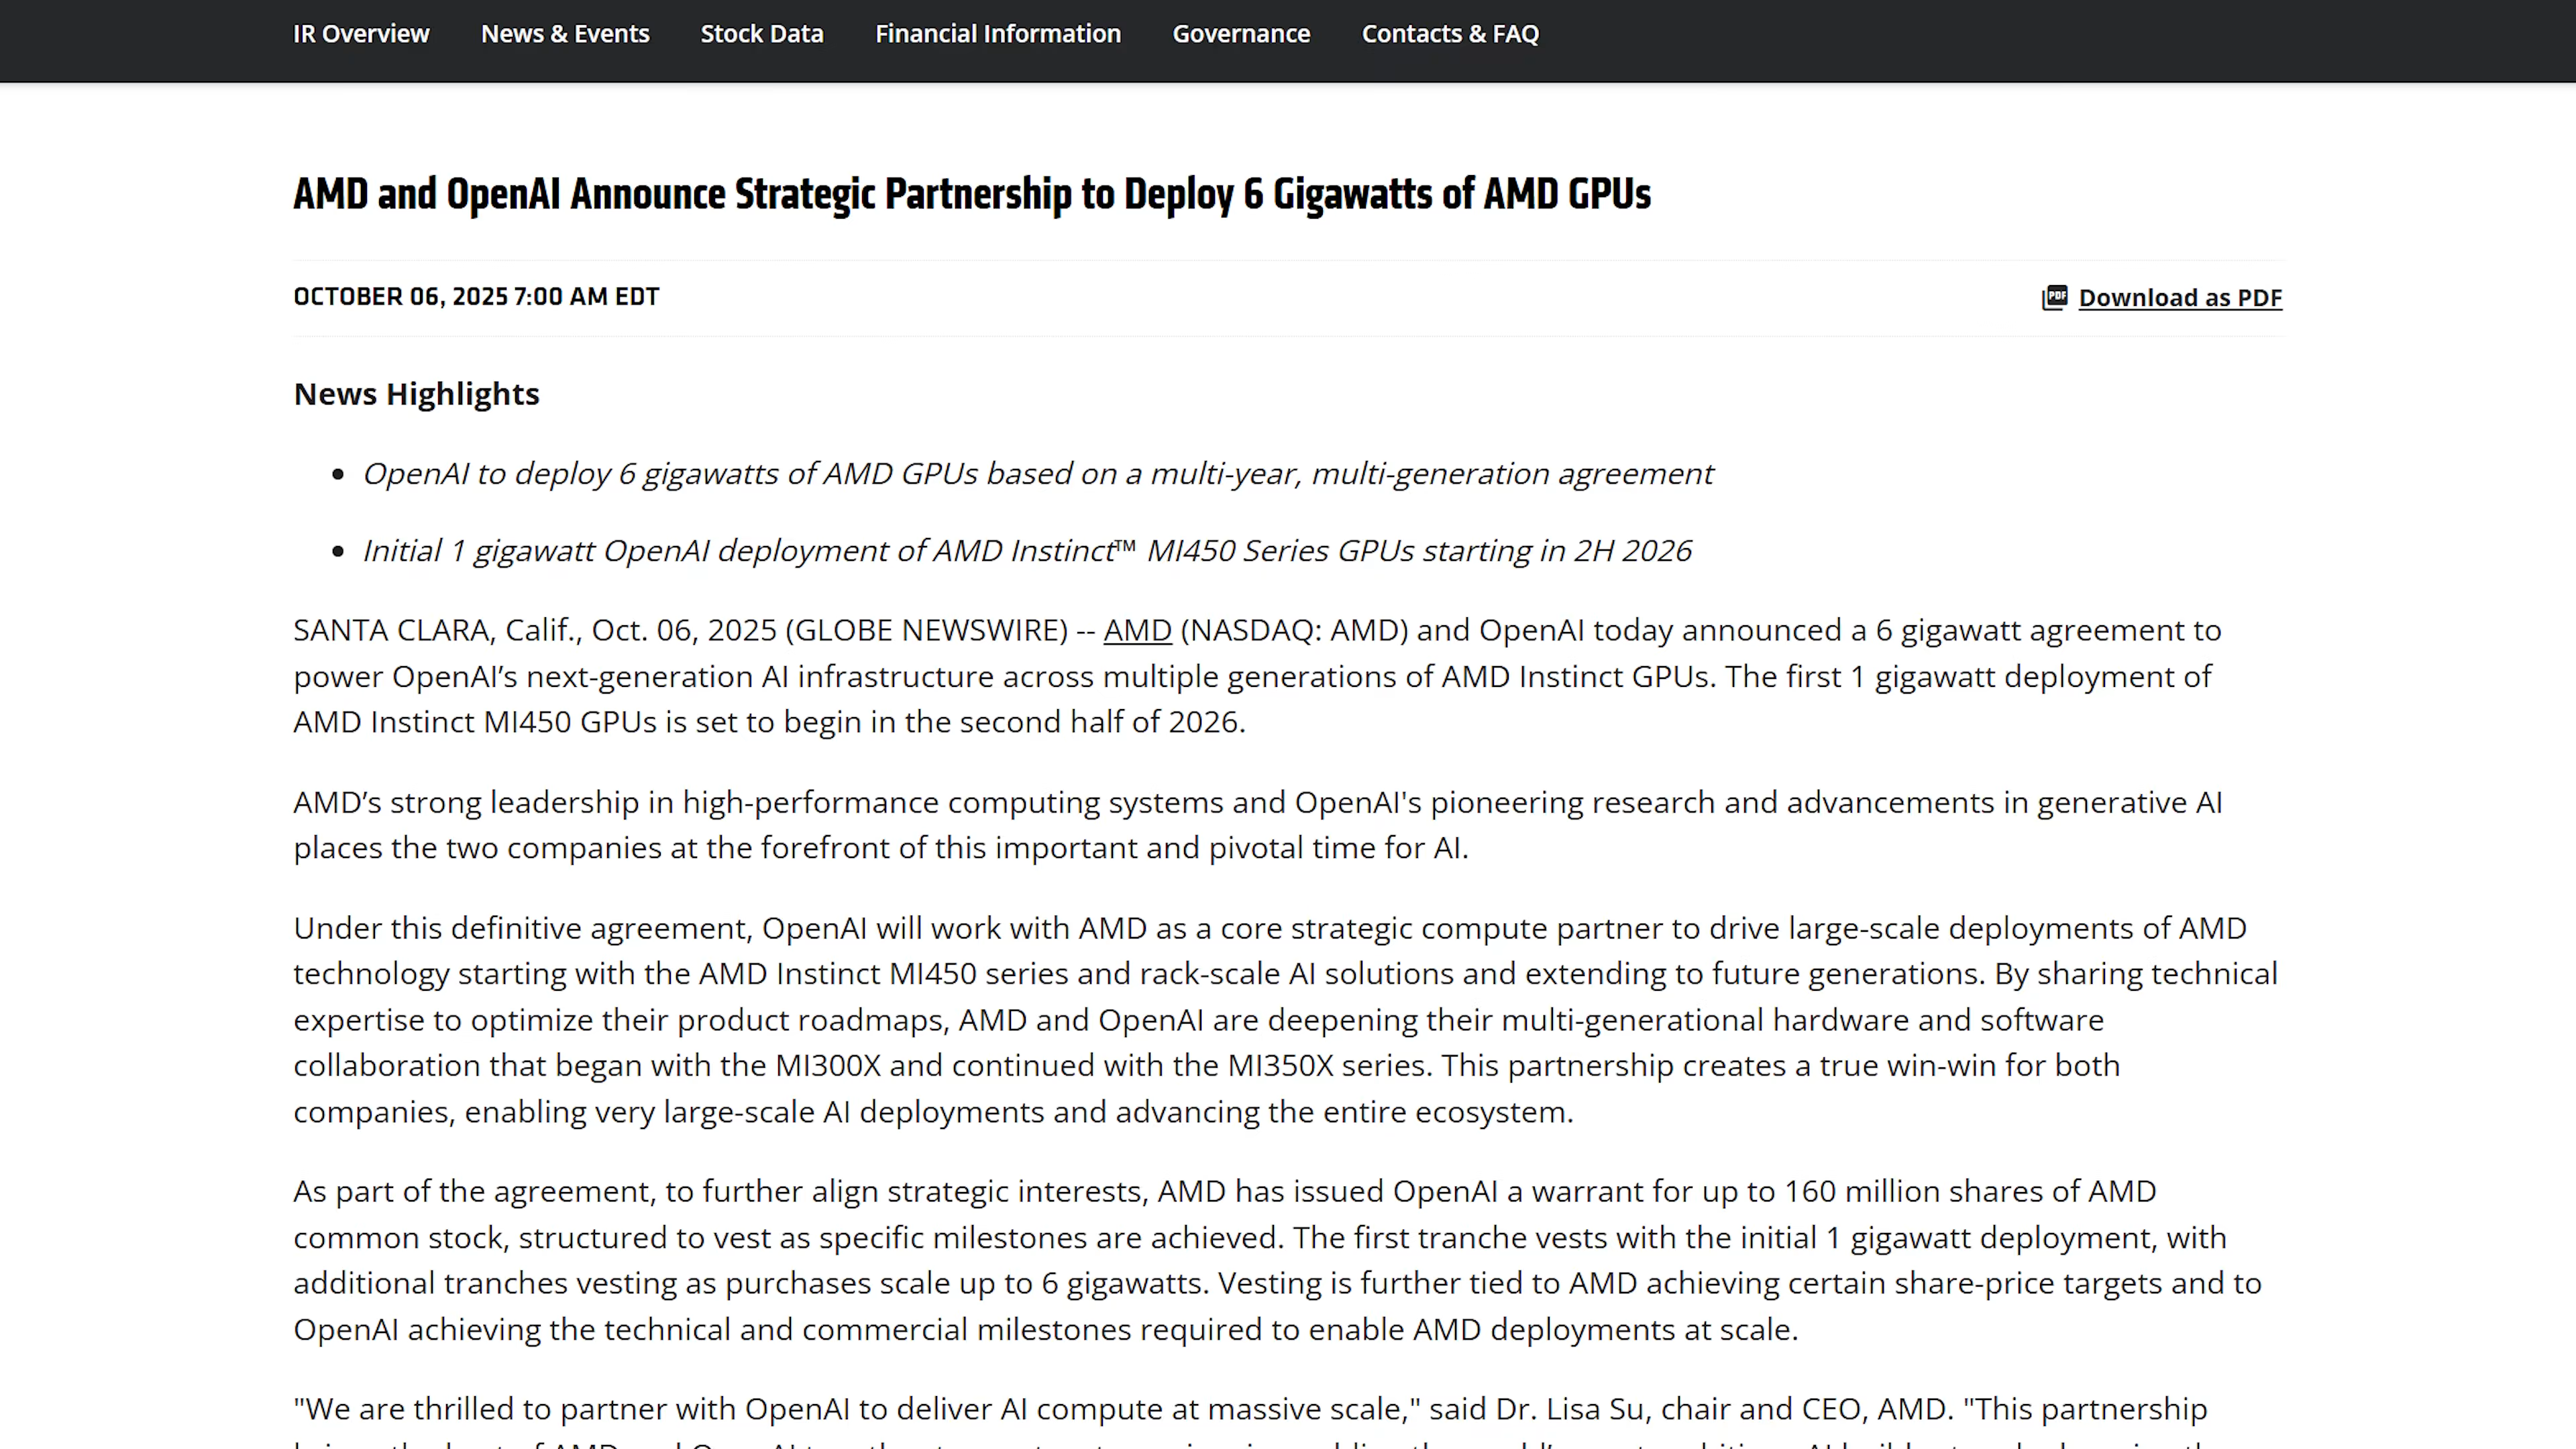 IR Overview News & Events Stock Data Financial Information Governance Contacts & FAQ
AMD and OpenAI Announce Strategic Partnership to Deploy 6 Gigawatts of AMD GPUs
OCTOBER 06, 2025 7:00 AM EDT
PDF Download as PDF
News Highlights
• OpenAI to deploy 6 gigawatts of AMD GPUs based on a multi-year, multi-generation agreement
• Initial 1 gigawatt OpenAI deployment of AMD Instinct™ MI450 Series GPUs starting in 2H 2026
SANTA CLARA, Calif., Oct. 06, 2025 (GLOBE NEWSWIRE) -- AMD (NASDAQ: AMD) and OpenAI today announced a 6 gigawatt agreement to
power OpenAI’s next-generation AI infrastructure across multiple generations of AMD Instinct GPUs. The first 1 gigawatt deployment of
AMD Instinct MI450 GPUs is set to begin in the second half of 2026.
AMD’s strong leadership in high-performance computing systems and OpenAI's pioneering research and advancements in generative AI
places the two companies at the forefront of this important and pivotal time for AI.
Under this definitive agreement, OpenAI will work with AMD as a core strategic compute partner to drive large-scale deployments of AMD
technology starting with the AMD Instinct MI450 series and rack-scale AI solutions and extending to future generations. By sharing technical
expertise to optimize their product roadmaps, AMD and OpenAI are deepening their multi-generational hardware and software
collaboration that began with the MI300X and continued with the MI350X series. This partnership creates a true win-win for both
companies, enabling very large-scale AI deployments and advancing the entire ecosystem.
As part of the agreement, to further align strategic interests, AMD has issued OpenAI a warrant for up to 160 million shares of AMD
common stock, structured to vest as specific milestones are achieved. The first tranche vests with the initial 1 gigawatt deployment, with
additional tranches vesting as purchases scale up to 6 gigawatts. Vesting is further tied to AMD achieving certain share-price targets and to
OpenAI achieving the technical and commercial milestones required to enable AMD deployments at scale.
"We are thrilled to partner with OpenAI to deliver AI compute at massive scale," said Dr. Lisa Su, chair and CEO, AMD. "This partnership